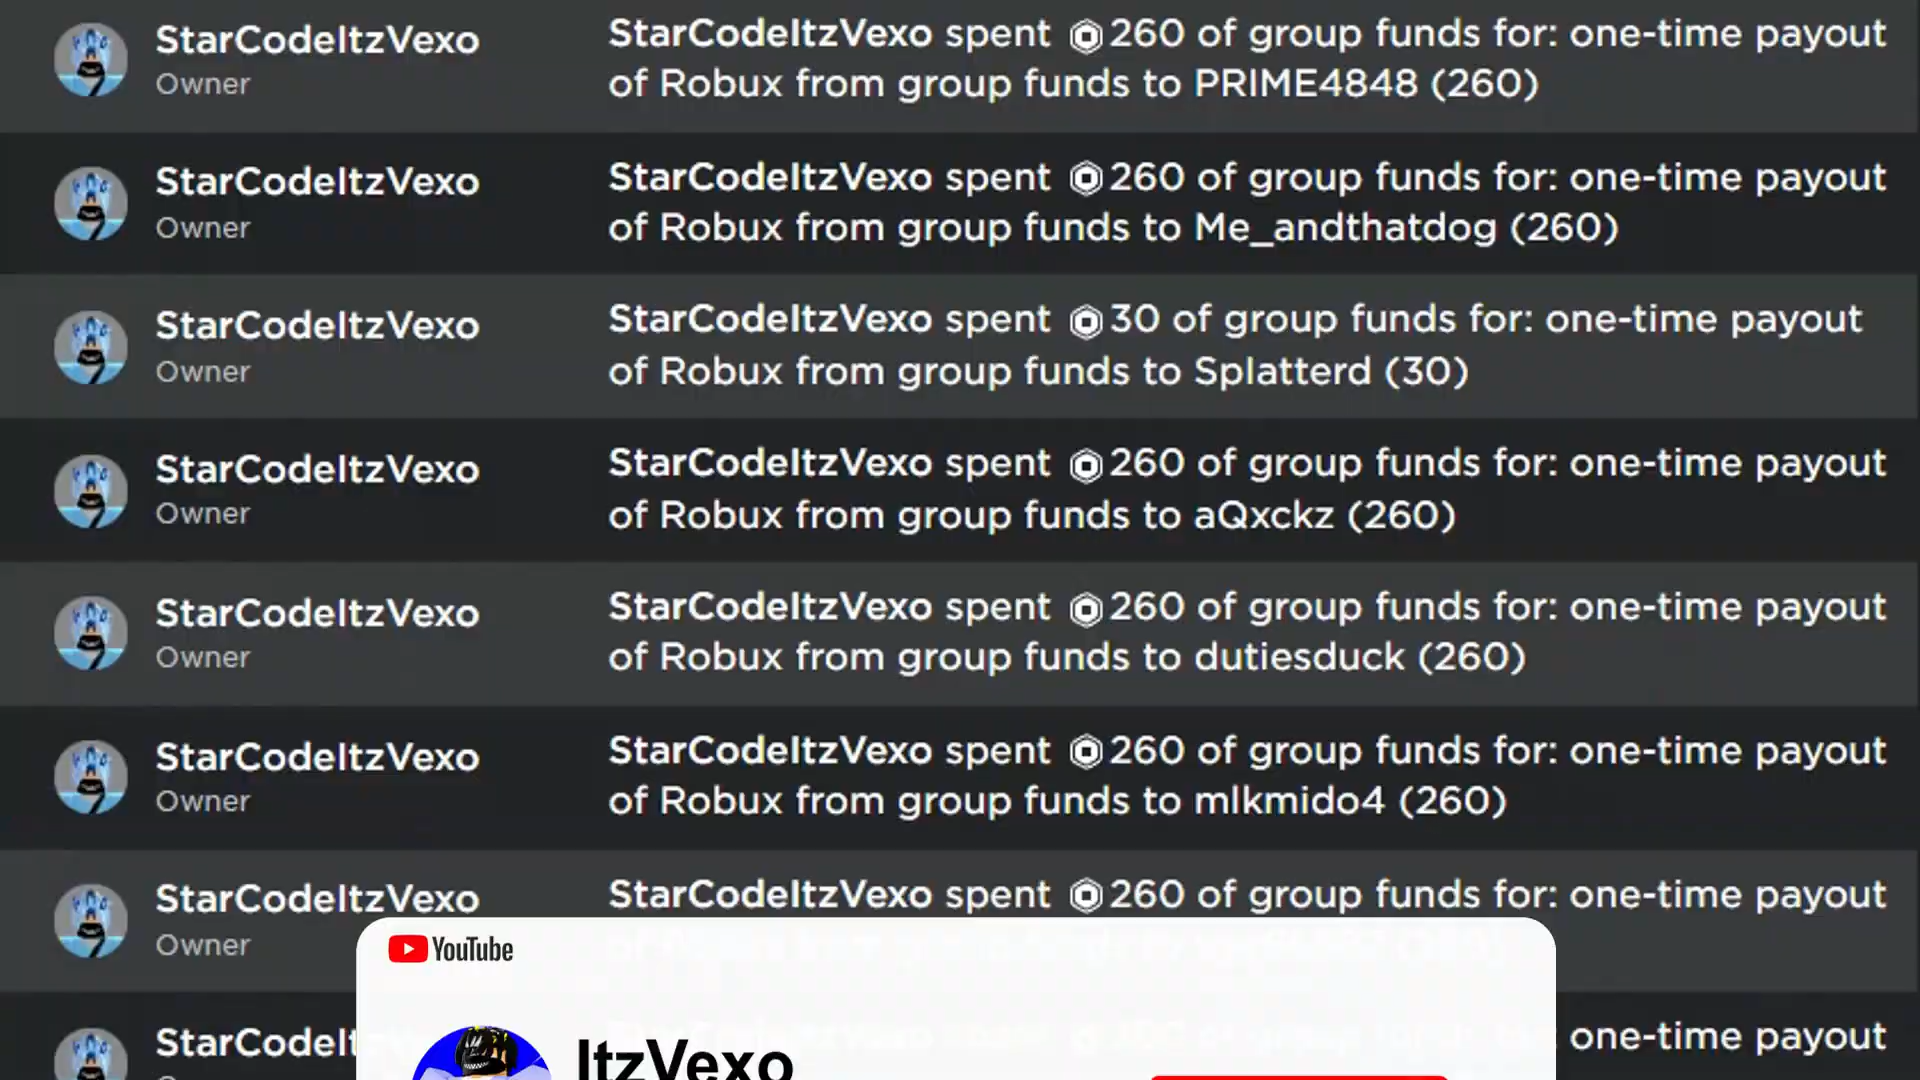 StarCodeItzVexo
Owner
StarCodeItzVexo spent 260 of group funds for: one-time payout
of Robux from group funds to PRIME4848 (260)
StarCodeItzVexo
Owner
StarCodeItzVexo spent 260 of group funds for: one-time payout
of Robux from group funds to Me_andthatdog (260)
StarCodeItzVexo
Owner
StarCodeItzVexo spent 30 of group funds for: one-time payout
of Robux from group funds to Splatterd (30)
StarCodeItzVexo
Owner
StarCodeItzVexo spent 260 of group funds for: one-time payout
of Robux from group funds to aQxckz (260)
StarCodeItzVexo
Owner
StarCodeItzVexo spent 260 of group funds for: one-time payout
of Robux from group funds to dutiesduck (260)
StarCodeItzVexo
Owner
StarCodeItzVexo spent 260 of group funds for: one-time payout
of Robux from group funds to mlkmido4 (260)
StarCodeItzVexo
Owner
StarCodeItzVexo spent 260 of group funds for: one-time payout
YouTube
StarCodeIt
one-time payout
ItzVexo